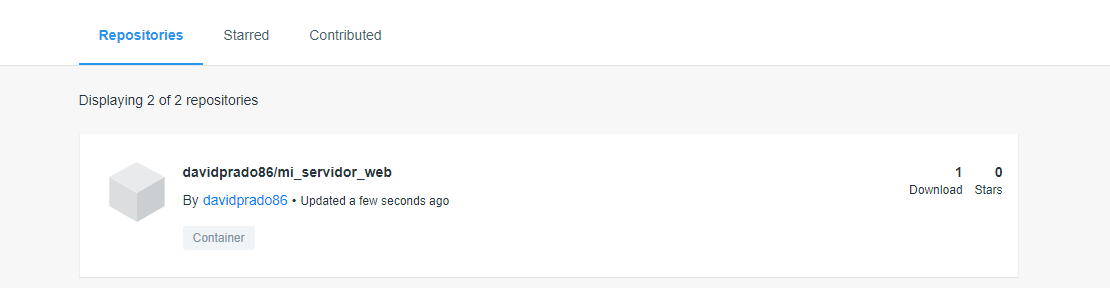 Repositories Starred Contributed
Displaying 2 of 2 repositories
davidprado86/mi_servidor_web
By davidprado86 • Updated a few seconds ago
Container
1 0
Download Stars